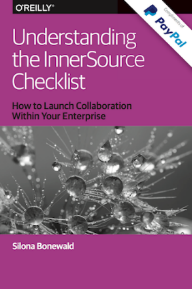 O'REILLY®
Understanding
the InnerSource
Checklist
How to Launch Collaboration
Within Your Enterprise
Silona Bonewald
PayPal